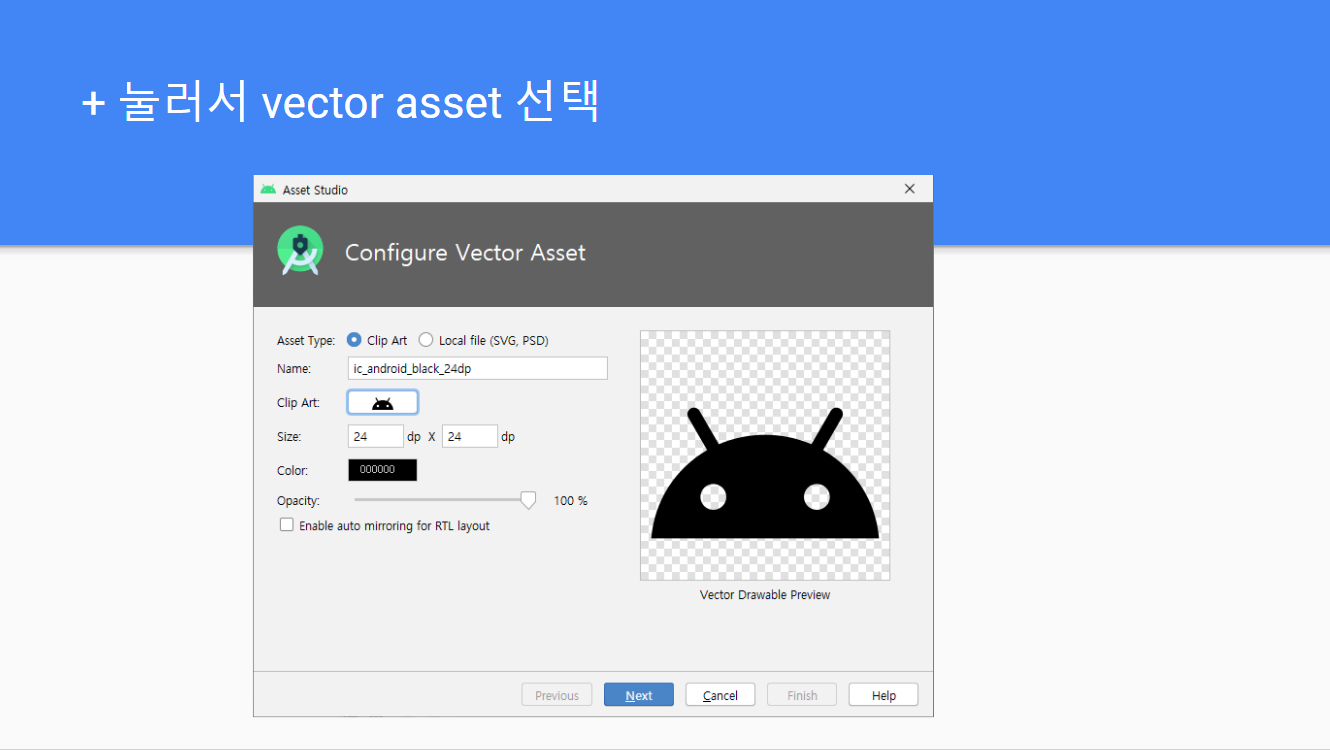 + 눌러서 vector asset 선택
Asset Studio
Configure Vector Asset
Asset Type: Clip Art Local file (SVG, PSD)
Name: ic_android_black_24dp
Clip Art:
Size: 24 dp X 24 dp
Color: 000000
Opacity: 100 %
Enable auto mirroring for RTL layout
Vector Drawable Preview
Previous Next Cancel Finish Help